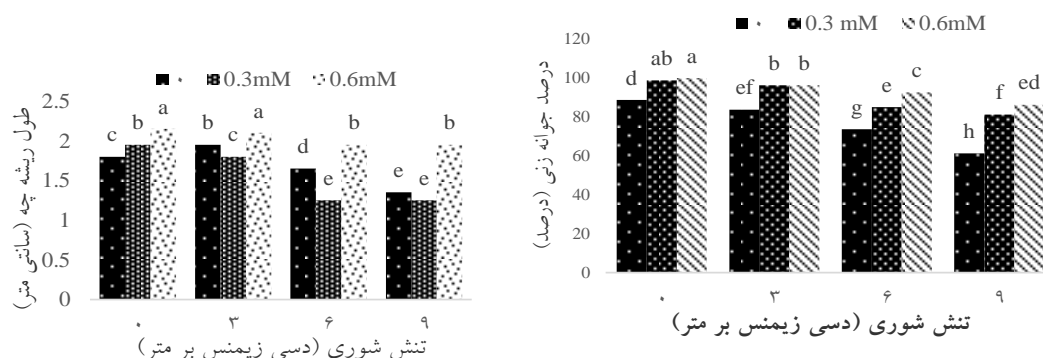 0.3mM 0.6mM
طول ریشه چه (سانتی متر)
2.5
2
1.5
1
0.5
0
c b a b c a d e b e e b
۰ ۳ ۶ ۹
تنش شوری (دسی زیمنس بر متر)
۰ 0.3 mM 0.6mM
درصد جوانه زنی (درصد)
120
100
80
60
40
20
0
d ab a ef b b g e c h f ed
۰ ۳ ۶ ۹
تنش شوری (دسی زیمنس بر متر)